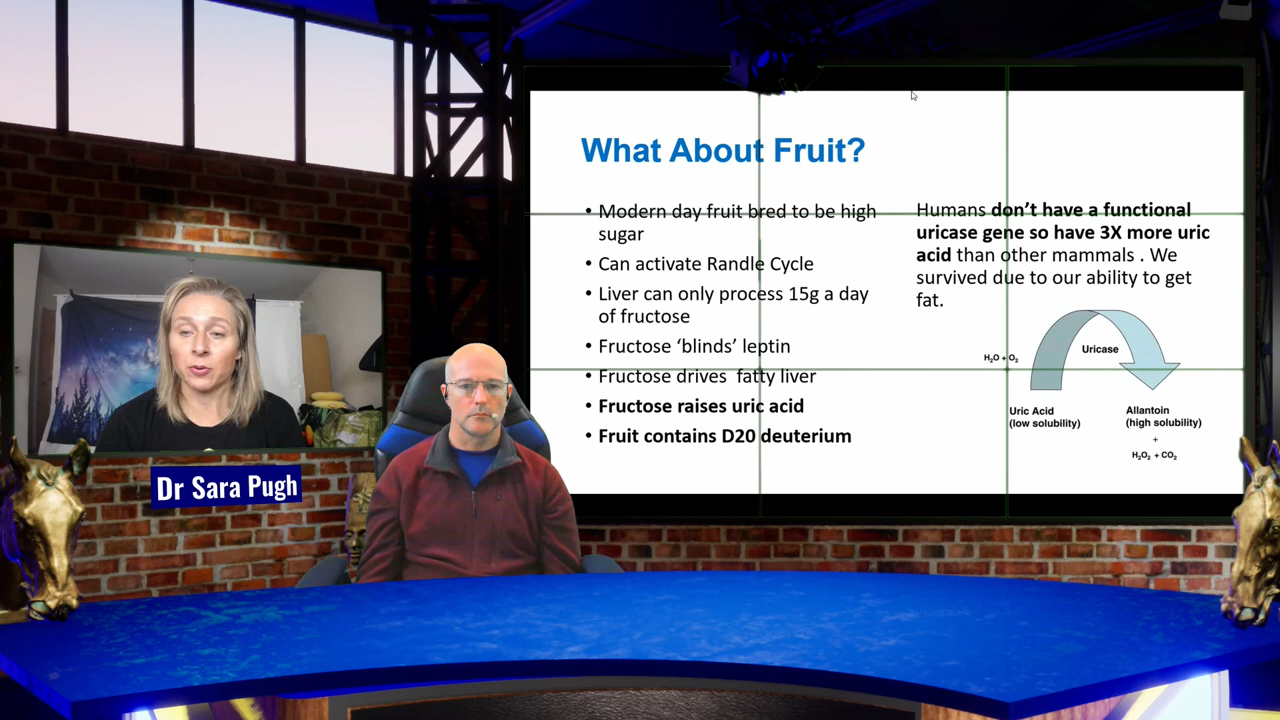 What About Fruit?
• Modern day fruit bred to be high
sugar
• Can activate Randle Cycle
• Liver can only process 15g a day
of fructose
• Fructose ‘blinds’ leptin
• Fructose drives  fatty liver
• Fructose raises uric acid
• Fruit contains D20 deuterium
Humans don’t have a functional
uricase gene so have 3X more uric
acid than other mammals . We
survived due to our ability to get
fat.
H₂O + O₂
Uricase
Uric Acid
(low solubility)
Allantoin
(high solubility)
+
H₂O₂ + CO₂
Dr Sara Pugh